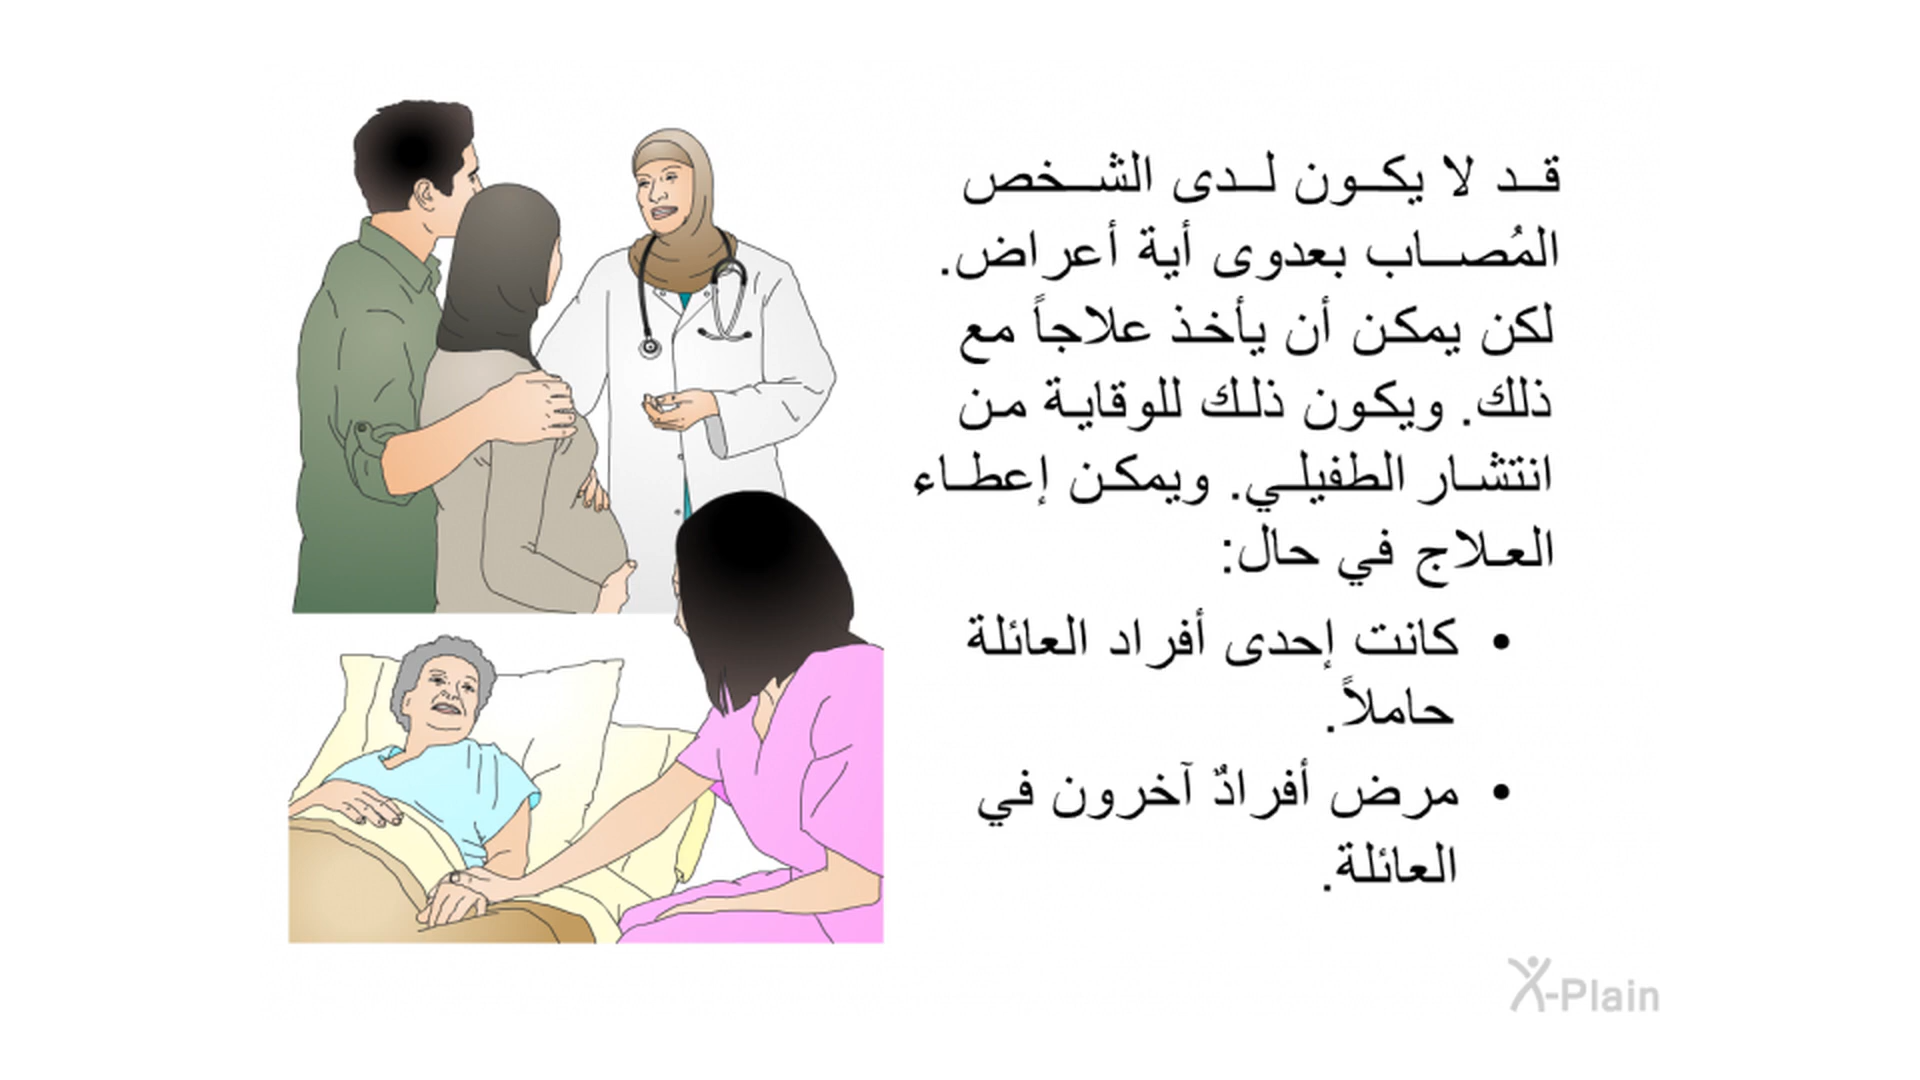 قد لا يكون لدى الشخص
المُصاب بعدوى أية أعراض.
لكن يمكن أن يأخذ علاجاً مع
ذلك. ويكون ذلك للوقاية من
انتشار الطفيلي. ويمكن إعطاء
العلاج في حال:
• كانت إحدى أفراد العائلة
حاملاً.
• مرض أفرادٌ آخرون في
العائلة.
X-Plain